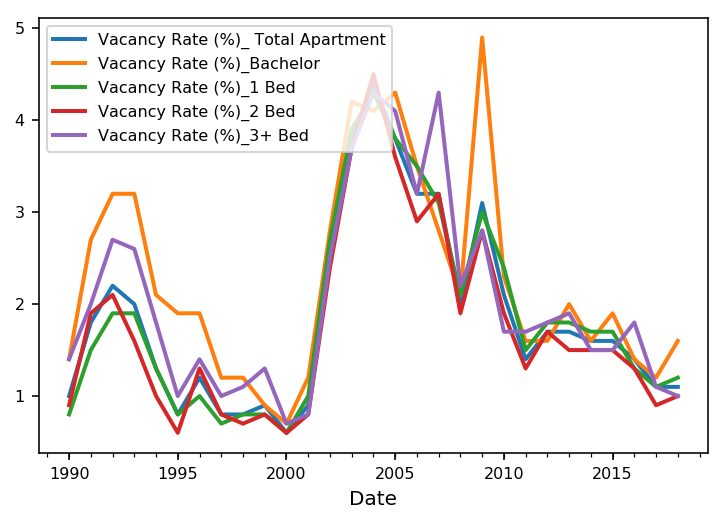 5
4
3
2
1
Vacancy Rate (%)_ Total Apartment
Vacancy Rate (%)_Bachelor
Vacancy Rate (%)_1 Bed
Vacancy Rate (%)_2 Bed
Vacancy Rate (%)_3+ Bed
1990 1995 2000 2005 2010 2015
Date